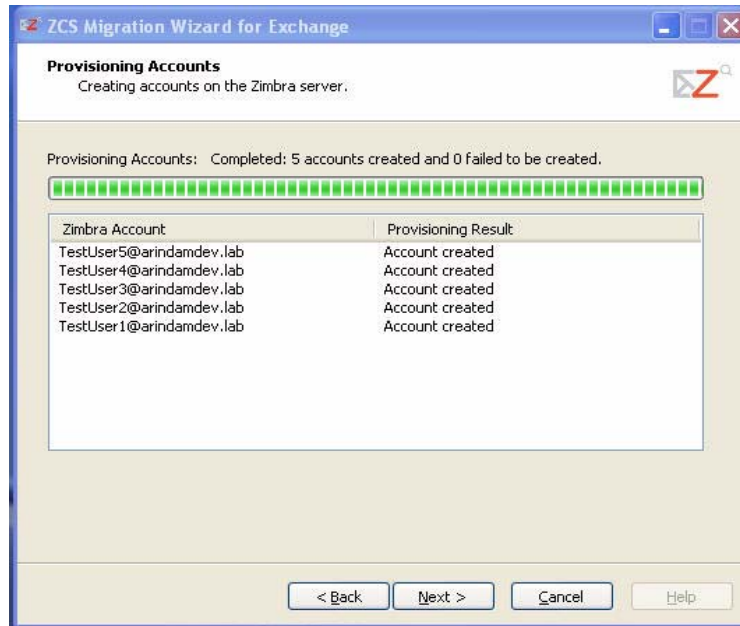 ZCS Migration Wizard for Exchange
Provisioning Accounts
Creating accounts on the Zimbra server.
Z
Provisioning Accounts: Completed: 5 accounts created and 0 failed to be created.
Zimbra Account Provisioning Result
TestUser5@arindamdev.lab Account created
TestUser4@arindamdev.lab Account created
TestUser3@arindamdev.lab Account created
TestUser2@arindamdev.lab Account created
TestUser1@arindamdev.lab Account created
< Back Next > Cancel Help